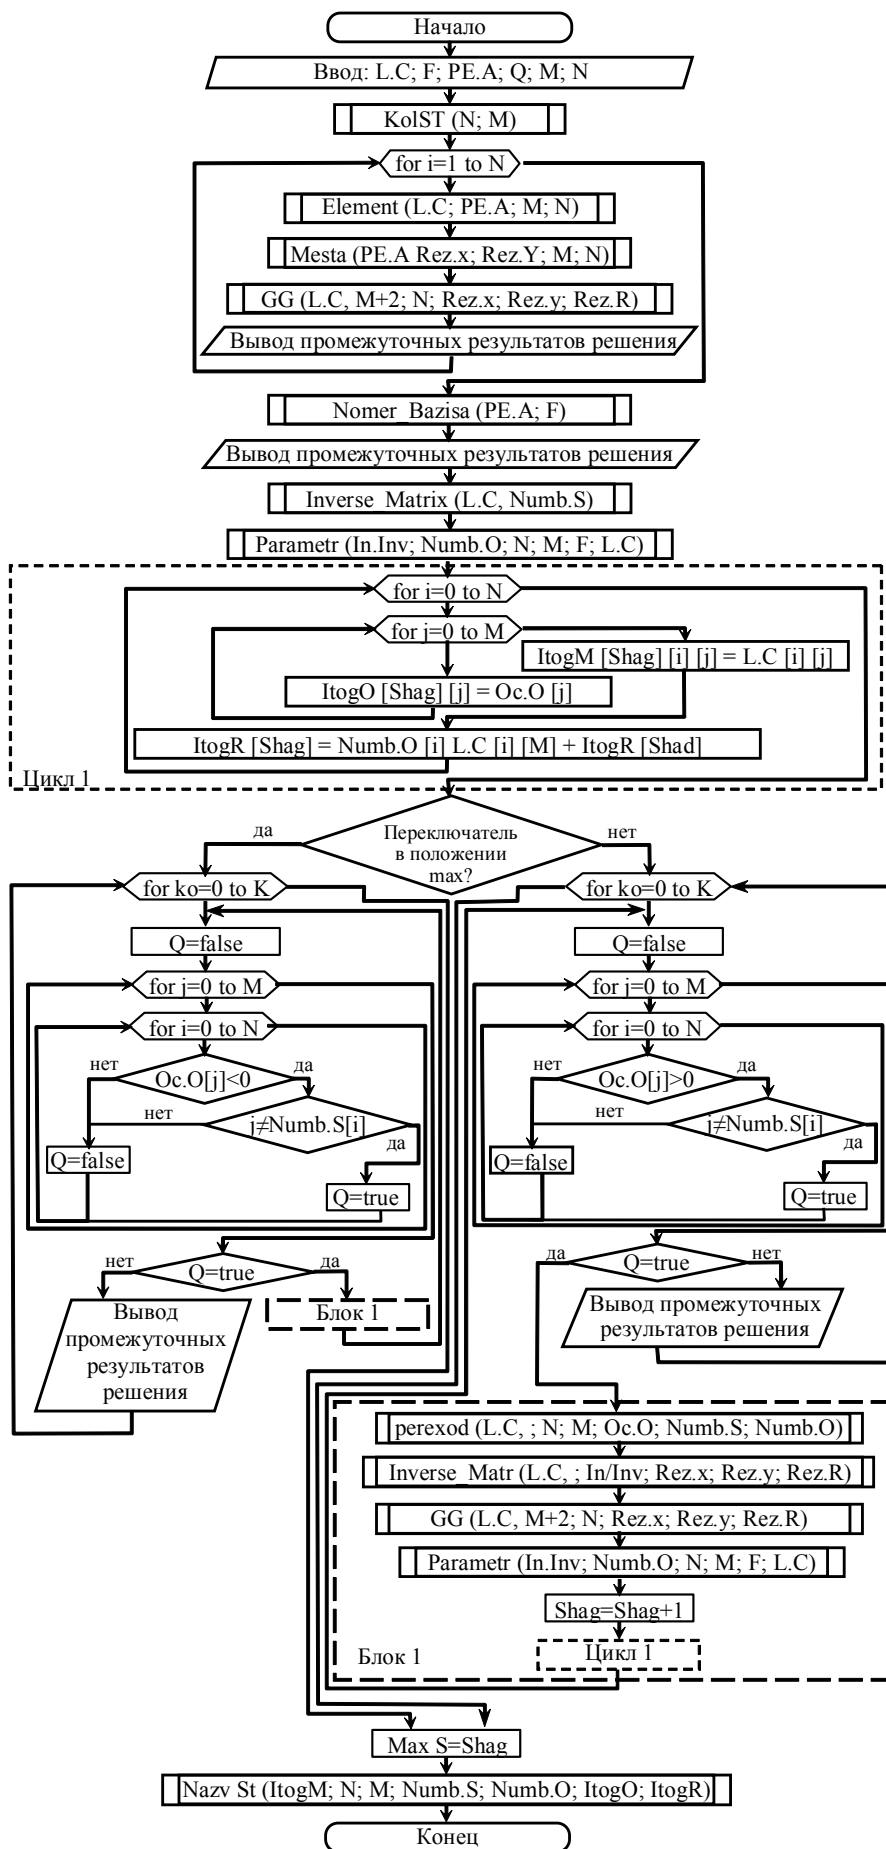 Начало
Ввод: L.C; F; PE.A; Q; M; N
KolST (N; M)
for i=1 to N
Element (L.C; PE.A; M; N)
Mesta (PE.A Rez.x; Rez.Y; M; N)
GG (L.C, M+2; N; Rez.x; Rez.y; Rez.R)
Вывод промежуточных результатов решения
Nomer_Bazisa (PE.A; F)
Вывод промежуточных результатов решения
Inverse_Matrix (L.C, Numb.S)
Parametr (In.Inv; Numb.O; N; M; F; L.C)
for i=0 to N
for j=0 to M
ItogM [Shag] [i] [j] = L.C [i] [j]
ItogO [Shag] [j] = Oc.O [j]
ItogR [Shag] = Numb.O [i] L.C [i] [M] + ItogR [Shad]
Цикл 1
Переключатель
в положении
max?
да
нет
for ko=0 to K
Q=false
for j=0 to M
for i=0 to N
нет
Oc.O[j]<0
да
нет
j≠Numb.S[i]
да
Q=false
Q=true
нет
Q=true
да
Вывод
промежуточных
результатов
решения
Блок 1
for ko=0 to K
Q=false
for j=0 to M
for i=0 to N
нет
Oc.O[j]>0
да
нет
j≠Numb.S[i]
да
Q=false
Q=true
да
Q=true
нет
Вывод промежуточных
результатов решения
perexod (L.C, ; N; M; Oc.O; Numb.S; Numb.O)
Inverse_Matr (L.C, ; In/Inv; Rez.x; Rez.y; Rez.R)
GG (L.C, M+2; N; Rez.x; Rez.y; Rez.R)
Parametr (In.Inv; Numb.O; N; M; F; L.C)
Shag=Shag+1
Цикл 1
Блок 1
Max S=Shag
Nazv St (ItogM; N; M; Numb.S; Numb.O; ItogO; ItogR)
Конец